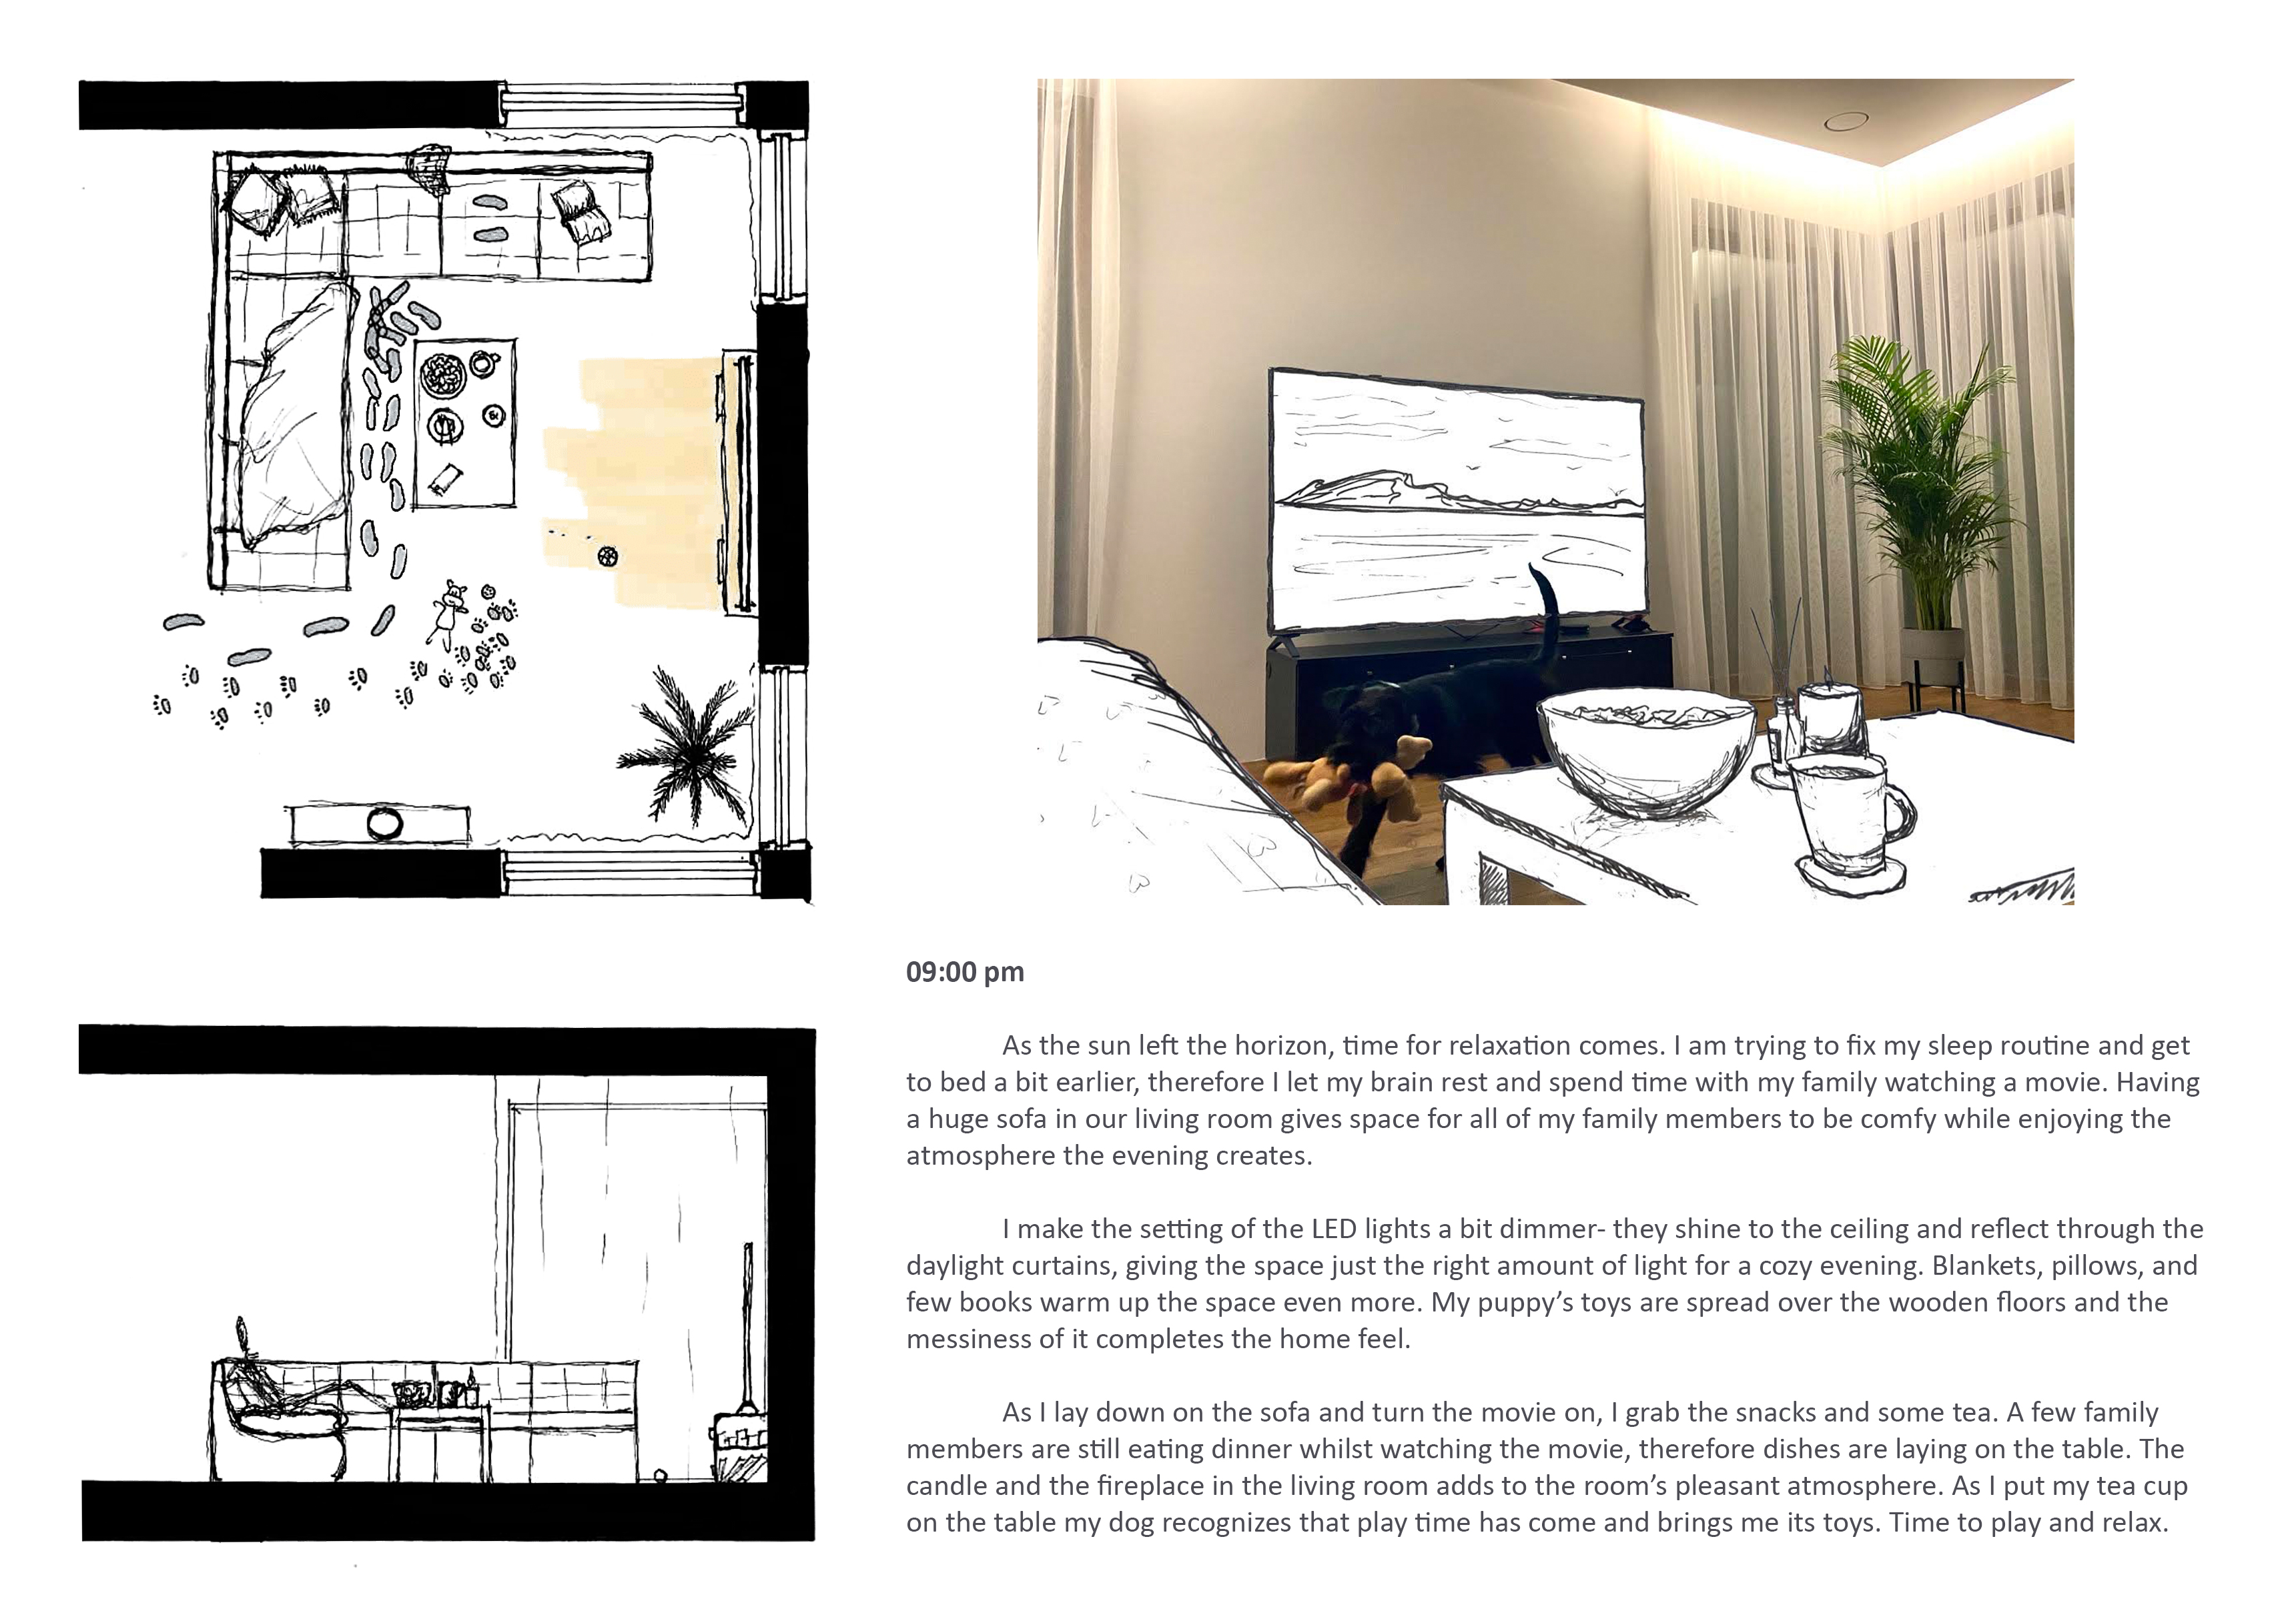 09:00 pm
As the sun left the horizon, time for relaxation comes. I am trying to fix my sleep routine and get
to bed a bit earlier, therefore I let my brain rest and spend time with my family watching a movie. Having
a huge sofa in our living room gives space for all of my family members to be comfy while enjoying the
atmosphere the evening creates.
I make the setting of the LED lights a bit dimmer- they shine to the ceiling and reflect through the
daylight curtains, giving the space just the right amount of light for a cozy evening. Blankets, pillows, and
few books warm up the space even more. My puppy’s toys are spread over the wooden floors and the
messiness of it completes the home feel.
As I lay down on the sofa and turn the movie on, I grab the snacks and some tea. A few family
members are still eating dinner whilst watching the movie, therefore dishes are laying on the table. The
candle and the fireplace in the living room adds to the room’s pleasant atmosphere. As I put my tea cup
on the table my dog recognizes that play time has come and brings me its toys. Time to play and relax.